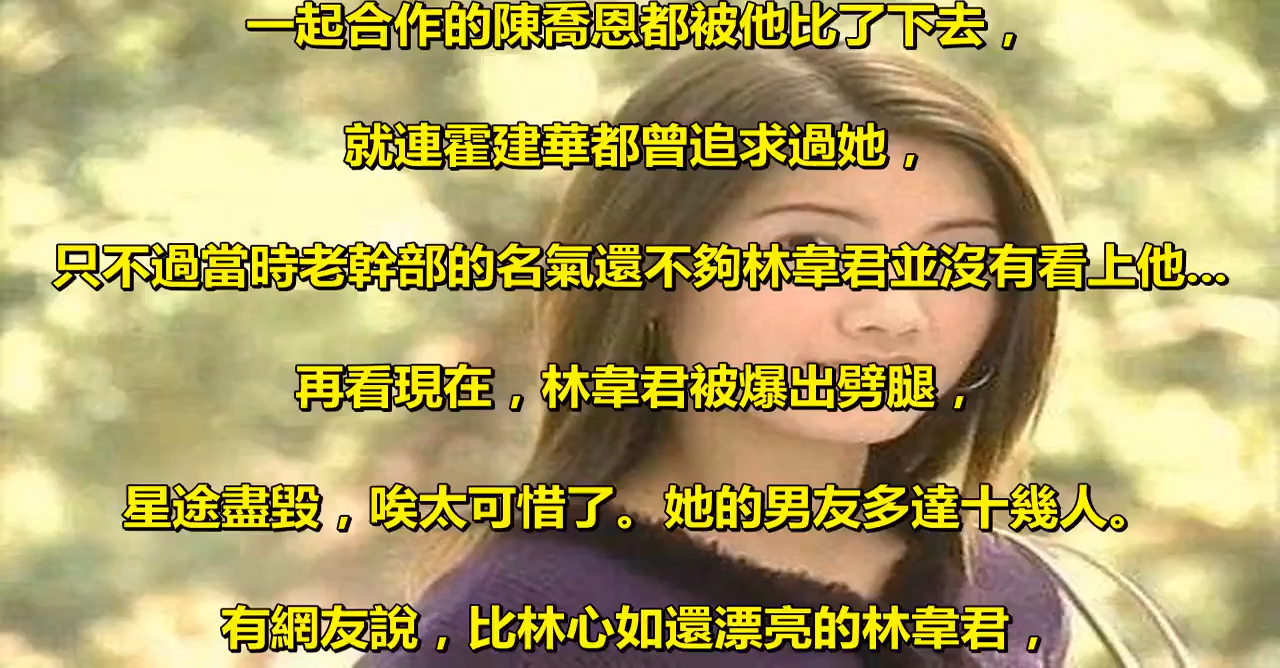 一起合作的陳喬恩都被他比了下去，
就連霍建華都曾追求過她，
只不過當時老幹部的名氣還不夠林韋君並沒有看上他...
再看現在，林韋君被爆出劈腿，
星途盡毀，唉太可惜了。她的男友多達十幾人。
有網友說，比林心如還漂亮的林韋君，